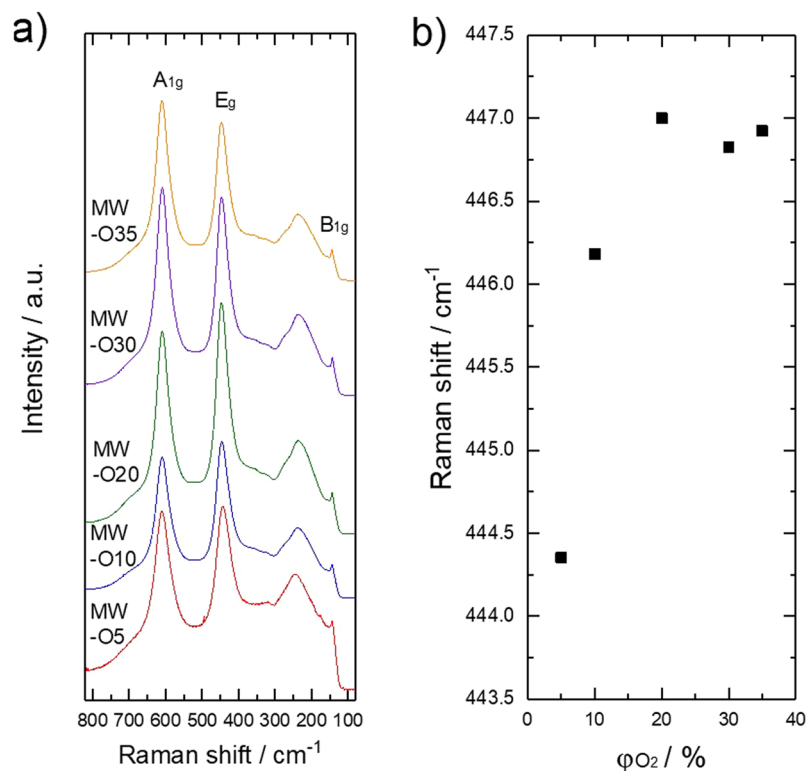 a)
A1g
Eg
B1g
MW
-O35
MW
-O30
MW
-O20
MW
-O10
MW
-O5
Intensity / a.u.
800 700 600 500 400 300 200 100
Raman shift / cm-1
b)
447.5
447.0
446.5
446.0
445.5
445.0
444.5
444.0
443.5
Raman shift / cm-1
0 10 20 30 40
φO2 / %